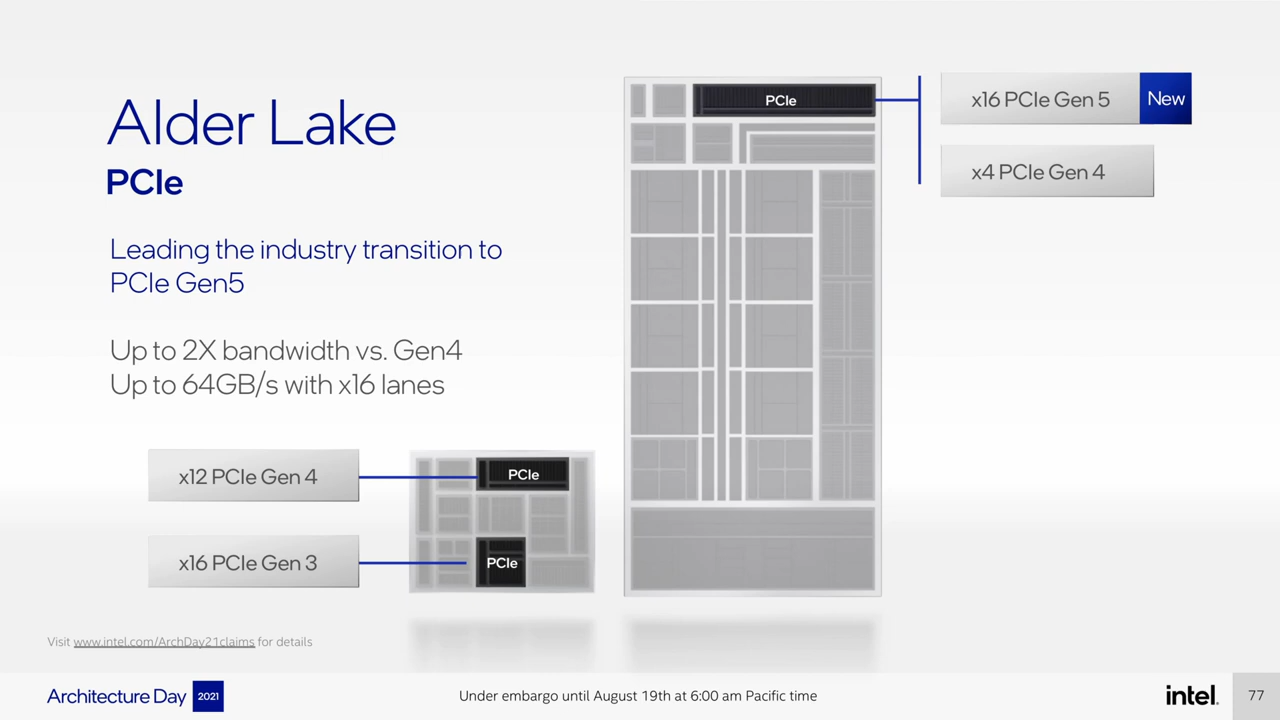 Alder Lake
PCIe
Leading the industry transition to
PCIe Gen5
Up to 2X bandwidth vs. Gen4
Up to 64GB/s with x16 lanes
PCIe
x16 PCIe Gen 5
New
x4 PCIe Gen 4
x12 PCIe Gen 4
PCIe
x16 PCIe Gen 3
PCIe
Visit www.intel.com/ArchDay21claims for details
Architecture Day 2021
Under embargo until August 19th at 6:00 am Pacific time
intel.
77